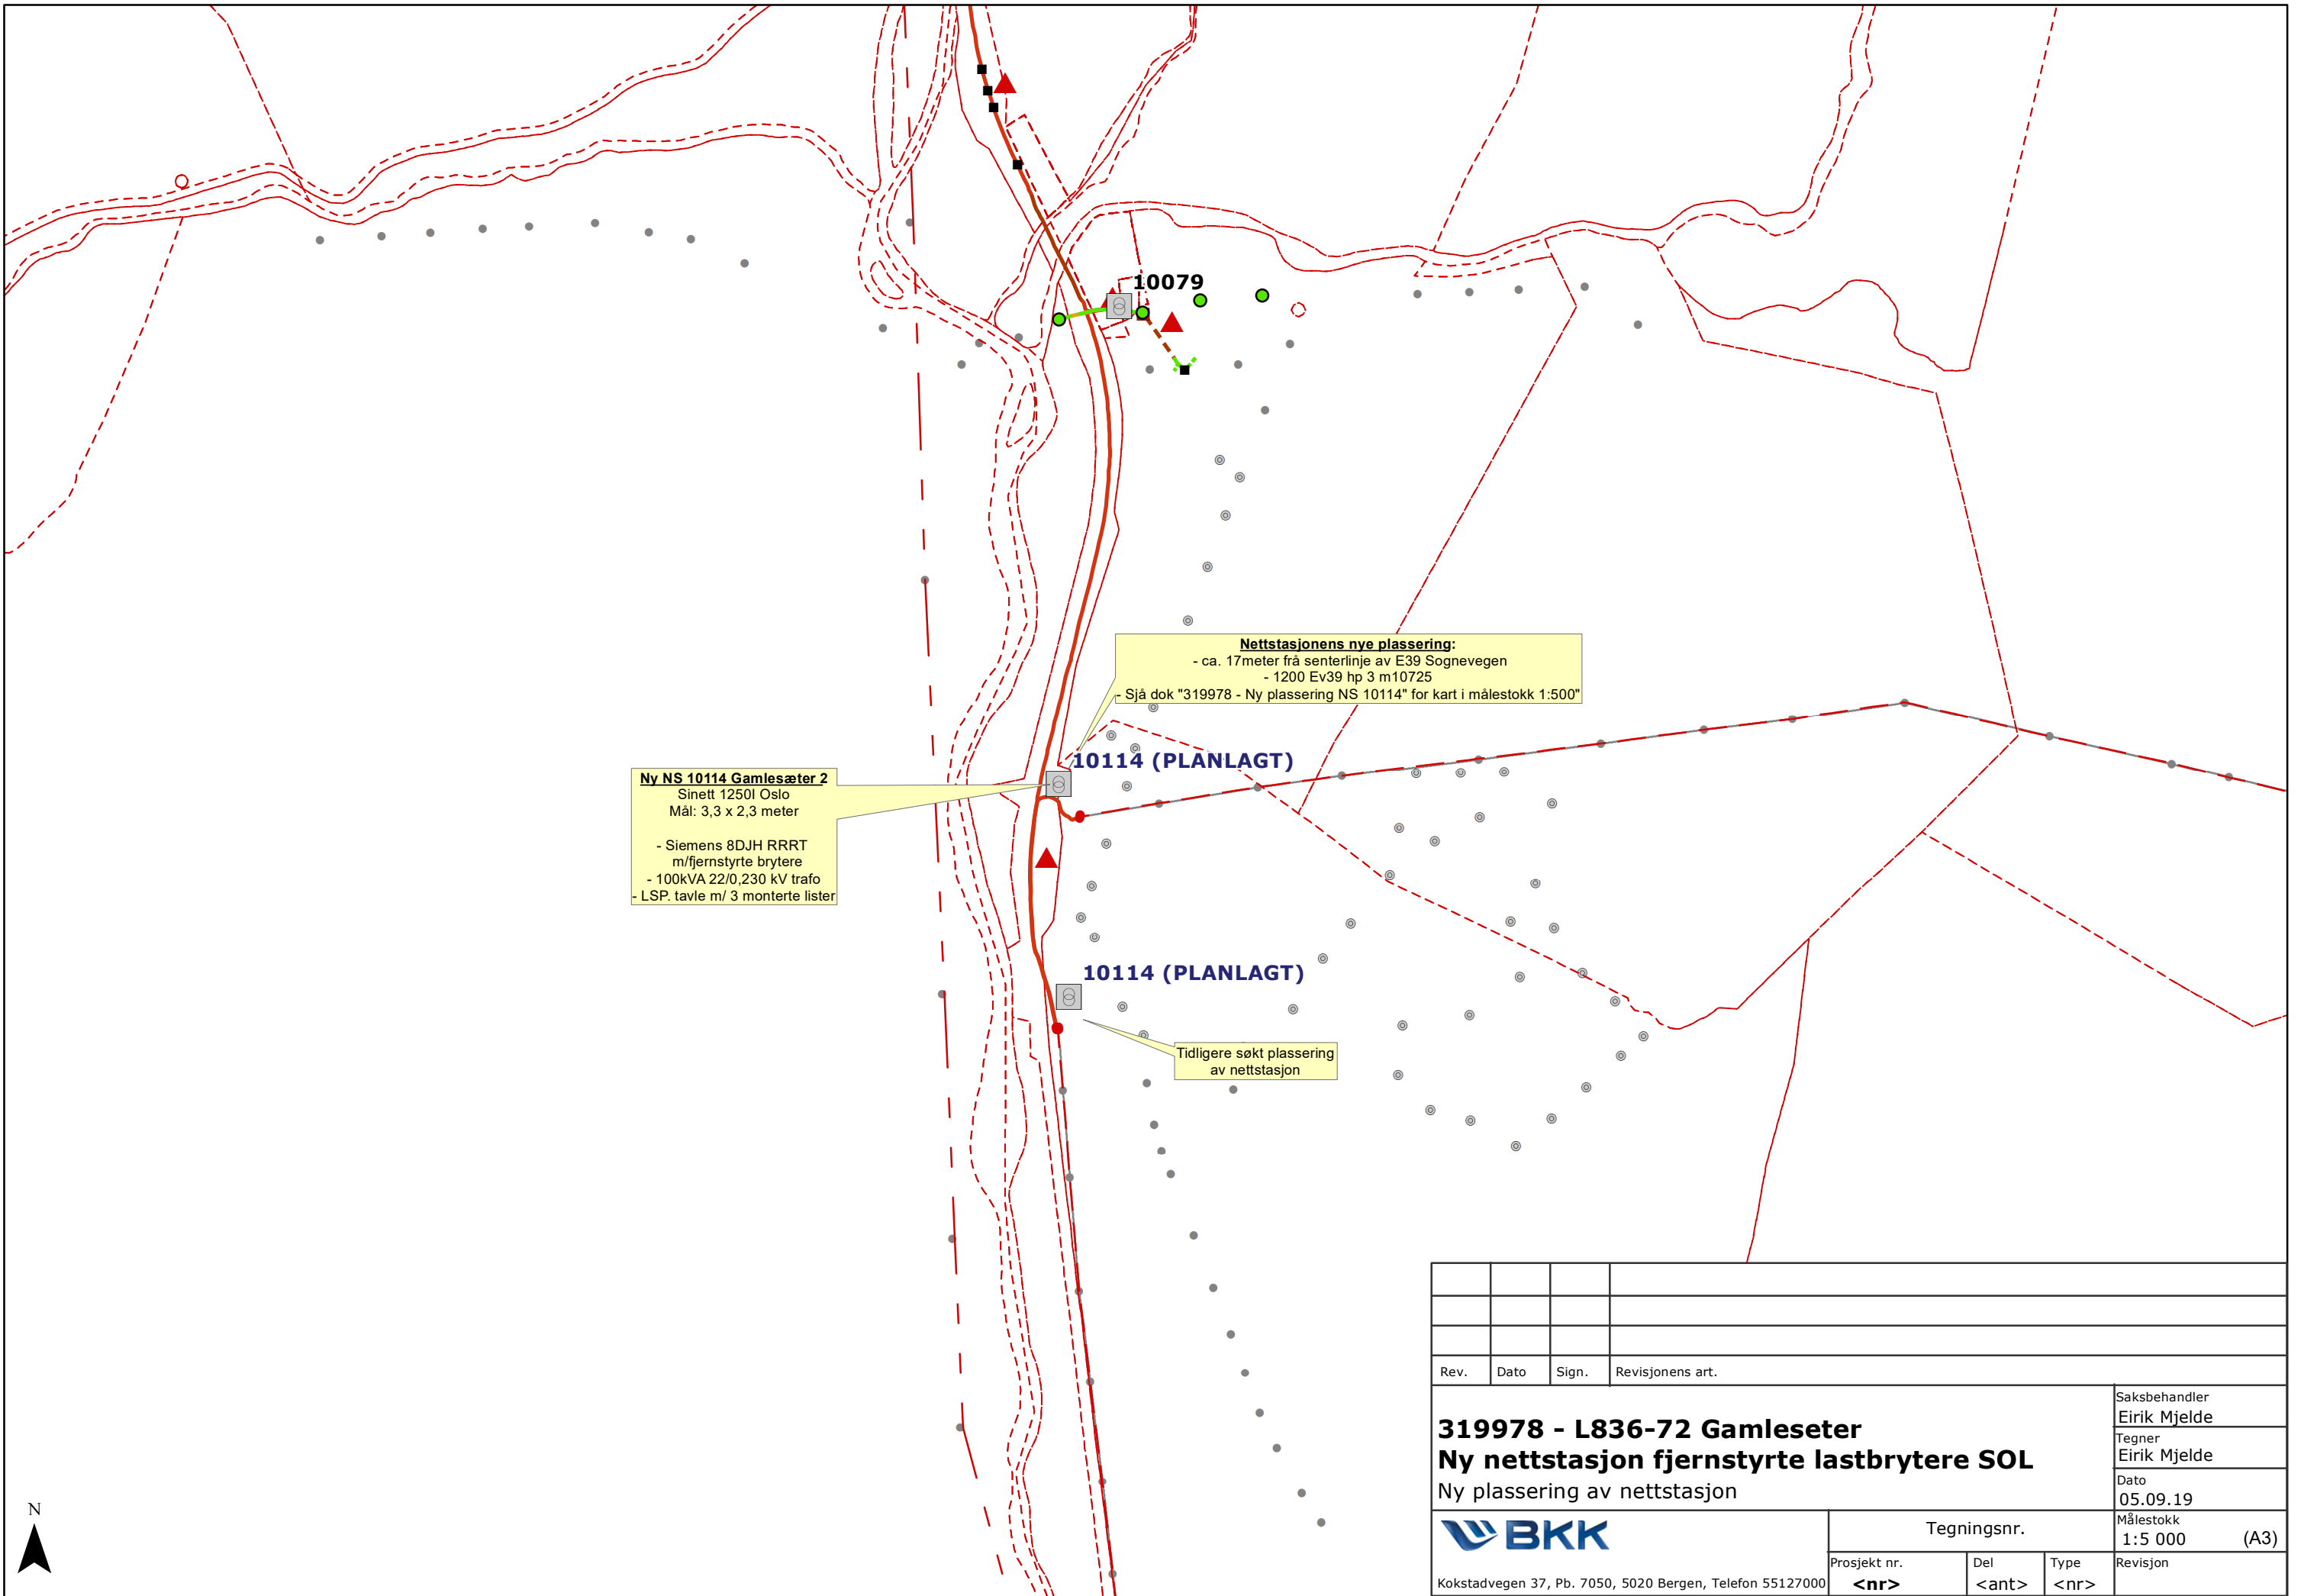 10079
Nettstasjonens nye plassering:
- ca. 17meter frå senterlinje av E39 Sognevegen
- 1200 Ev39 hp 3 m10725
- Sjå dok "319978 - Ny plassering NS 10114" for kart i målestokk 1:500"
10114 (PLANLAGT)
Ny NS 10114 Gamlesæter 2
Sinett 1250I Oslo
Mål: 3,3 x 2,3 meter
- Siemens 8DJH RRRT
m/fjernstyrte brytere
- 100kVA 22/0,230 kV trafo
- LSP. tavle m/ 3 monterte lister
10114 (PLANLAGT)
Tidligere søkt plassering
av nettstasjon
N
Rev. Dato Sign. Revisjonens art.
319978 - L836-72 Gamleseter
Ny nettstasjon fjernstyrte lastbrytere SOL
Ny plassering av nettstasjon
Saksbehandler
Eirik Mjelde
Tegner
Eirik Mjelde
Dato
05.09.19
Målestokk
1:5 000 (A3)
BKK
Kokstadvegen 37, Pb. 7050, 5020 Bergen, Telefon 55127000
Tegningsnr.
Prosjekt nr. Del Type Revisjon
<nr> <ant> <nr>